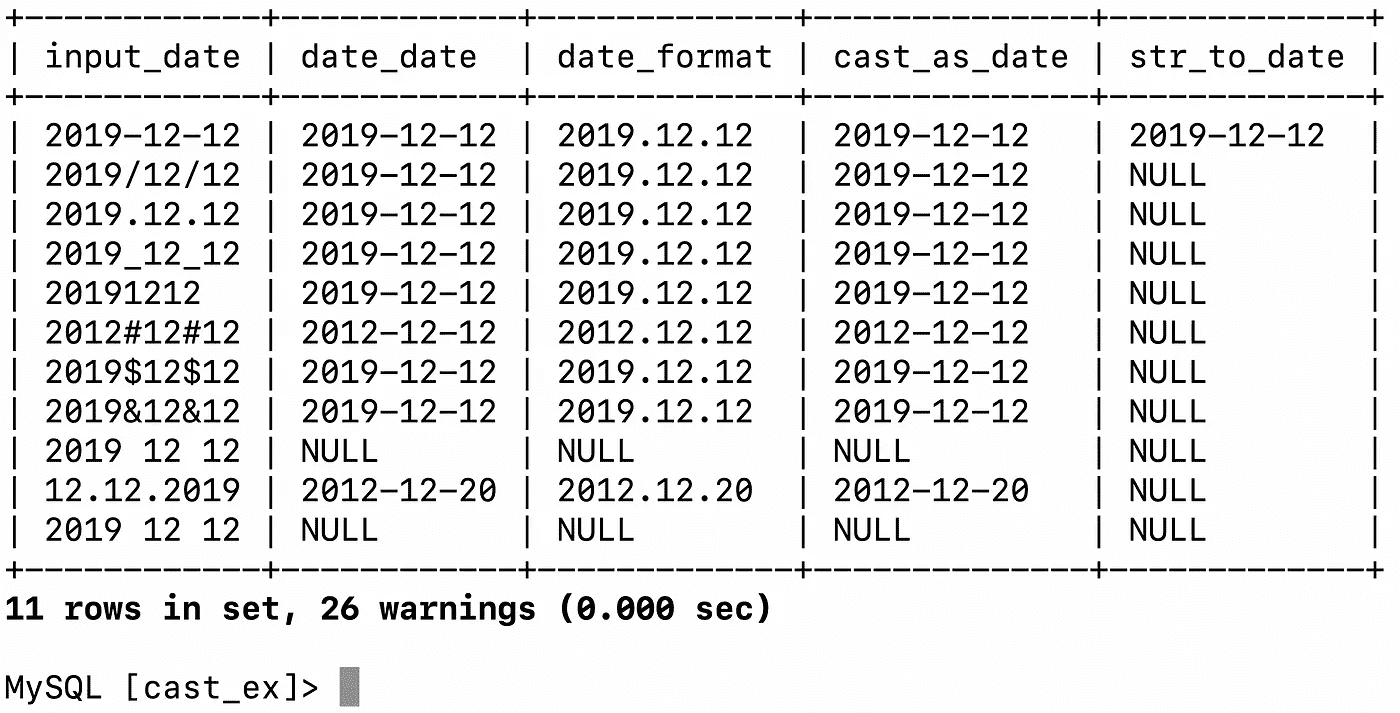 +------------+------------+-------------+--------------+-------------+
| input_date | date_date  | date_format | cast_as_date | str_to_date |
+------------+------------+-------------+--------------+-------------+
| 2019-12-12 | 2019-12-12 | 2019.12.12  | 2019-12-12   | 2019-12-12  |
| 2019/12/12 | 2019-12-12 | 2019.12.12  | 2019-12-12   | NULL        |
| 2019.12.12 | 2019-12-12 | 2019.12.12  | 2019-12-12   | NULL        |
| 2019_12_12 | 2019-12-12 | 2019.12.12  | 2019-12-12   | NULL        |
| 20191212   | 2019-12-12 | 2019.12.12  | 2019-12-12   | NULL        |
| 2012#12#12 | 2012-12-12 | 2012.12.12  | 2012-12-12   | NULL        |
| 2019$12$12 | 2019-12-12 | 2019.12.12  | 2019-12-12   | NULL        |
| 2019&12&12 | 2019-12-12 | 2019.12.12  | 2019-12-12   | NULL        |
| 2019 12 12 | NULL       | NULL        | NULL         | NULL        |
| 12.12.2019 | 2012-12-20 | 2012.12.20  | 2012-12-20   | NULL        |
| 2019 12 12 | NULL       | NULL        | NULL         | NULL        |
+------------+------------+-------------+--------------+-------------+
11 rows in set, 26 warnings (0.000 sec)
MySQL [cast_ex]>